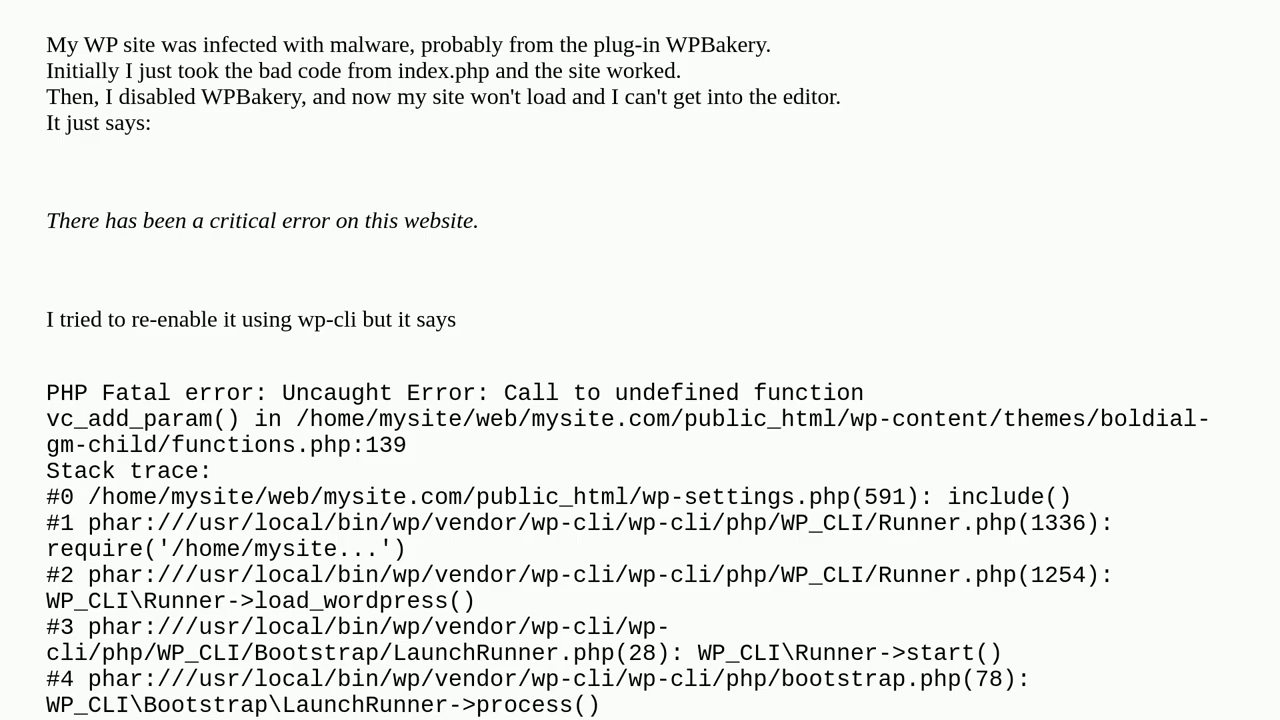 My WP site was infected with malware, probably from the plug-in WPBakery.
Initially I just took the bad code from index.php and the site worked.
Then, I disabled WPBakery, and now my site won't load and I can't get into the editor.
It just says:
There has been a critical error on this website.
I tried to re-enable it using wp-cli but it says
PHP Fatal error: Uncaught Error: Call to undefined function
vc_add_param() in /home/mysite/web/mysite.com/public_html/wp-content/themes/boldial-
gm-child/functions.php:139
Stack trace:
#0 /home/mysite/web/mysite.com/public_html/wp-settings.php(591): include()
#1 phar:///usr/local/bin/wp/vendor/wp-cli/wp-cli/php/WP_CLI/Runner.php(1336):
require('/home/mysite...')
#2 phar:///usr/local/bin/wp/vendor/wp-cli/wp-cli/php/WP_CLI/Runner.php(1254):
WP_CLI\Runner->load_wordpress()
#3 phar:///usr/local/bin/wp/vendor/wp-cli/wp-
cli/php/WP_CLI/Bootstrap/LaunchRunner.php(28): WP_CLI\Runner->start()
#4 phar:///usr/local/bin/wp/vendor/wp-cli/wp-cli/php/bootstrap.php(78):
WP_CLI\Bootstrap\LaunchRunner->process()